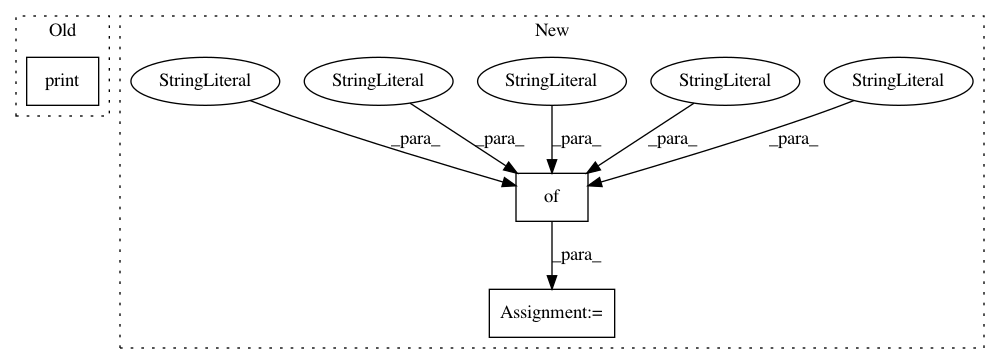 Old
New
print
StringLiteral
StringLiteral
StringLiteral
StringLiteral
StringLiteral
_para_
_para_
_para_
_para_
_para_
of
_para_
Assignment:=